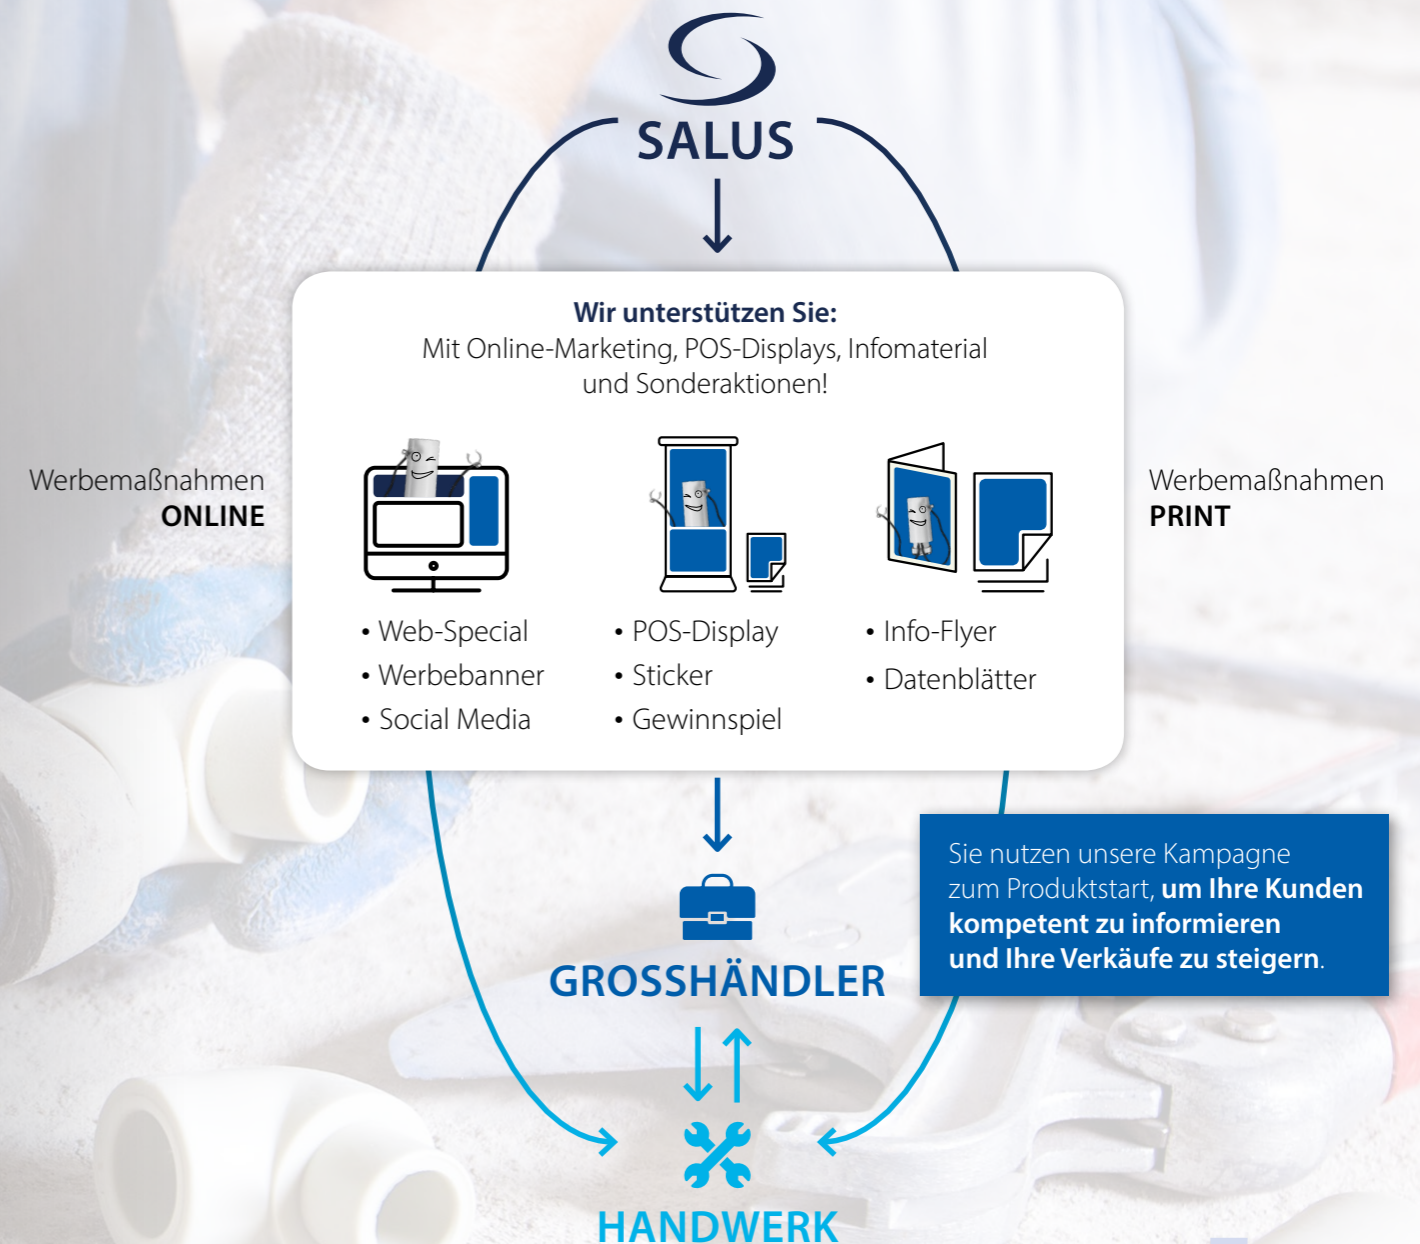 SALUS
Wir unterstützen Sie:
Mit Online-Marketing, POS-Displays, Infomaterial
und Sonderaktionen!
Werbemaßnahmen
ONLINE
Werbemaßnahmen
PRINT
• Web-Special
• Werbebanner
• Social Media
• POS-Display
• Sticker
• Gewinnspiel
• Info-Flyer
• Datenblätter
Sie nutzen unsere Kampagne
zum Produktstart, um Ihre Kunden
kompetent zu informieren
und Ihre Verkäufe zu steigern.
GROSSHÄNDLER
HANDWERK